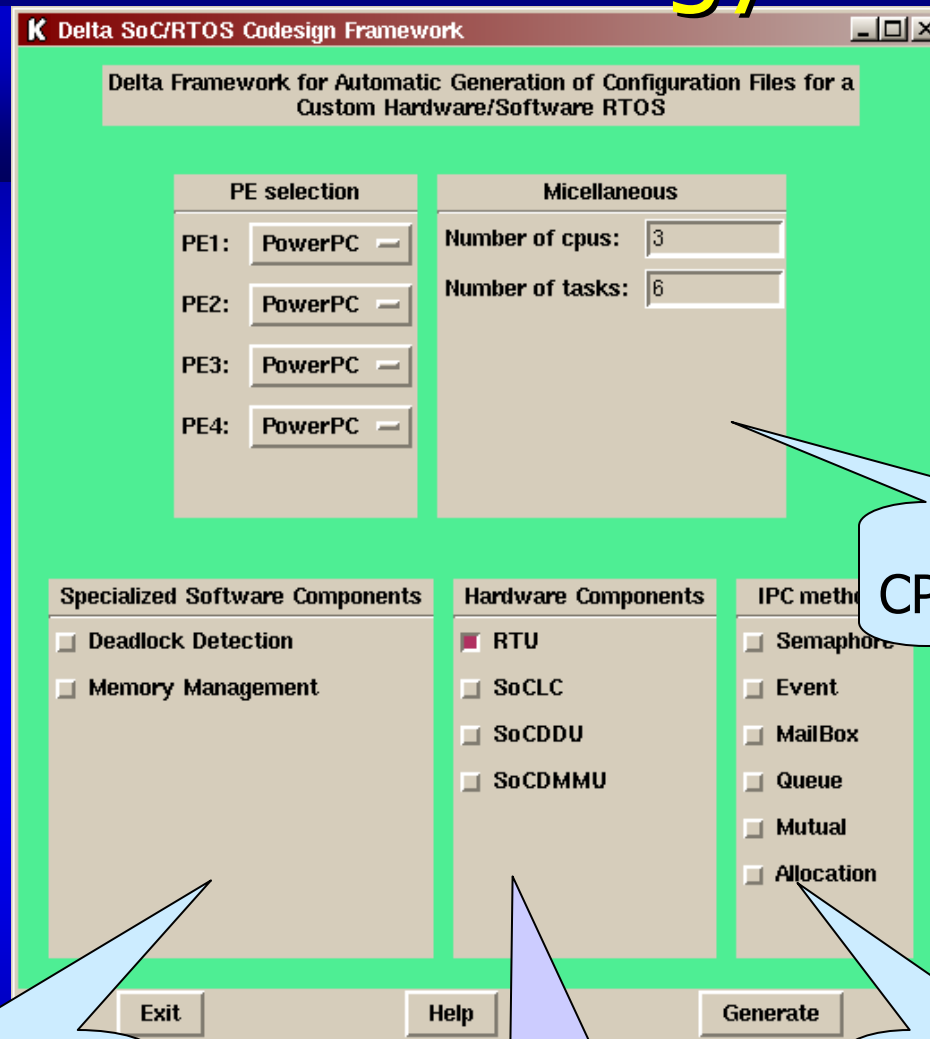 K Delta SoC/RTOS Codesign Framework
Delta Framework for Automatic Generation of Configuration Files for a
Custom Hardware/Software RTOS
PE selection
PE1: PowerPC
PE2: PowerPC
PE3: PowerPC
PE4: PowerPC
Micellaneous
Number of cpus: 3
Number of tasks: 6
CP
Specialized Software Components
Deadlock Detection
Memory Management
Hardware Components
RTU
SoCLC
SoCDDU
SoCDMMU
IPC metho
Semaphore
Event
MailBox
Queue
Mutual
Allocation
Exit
Help
Generate